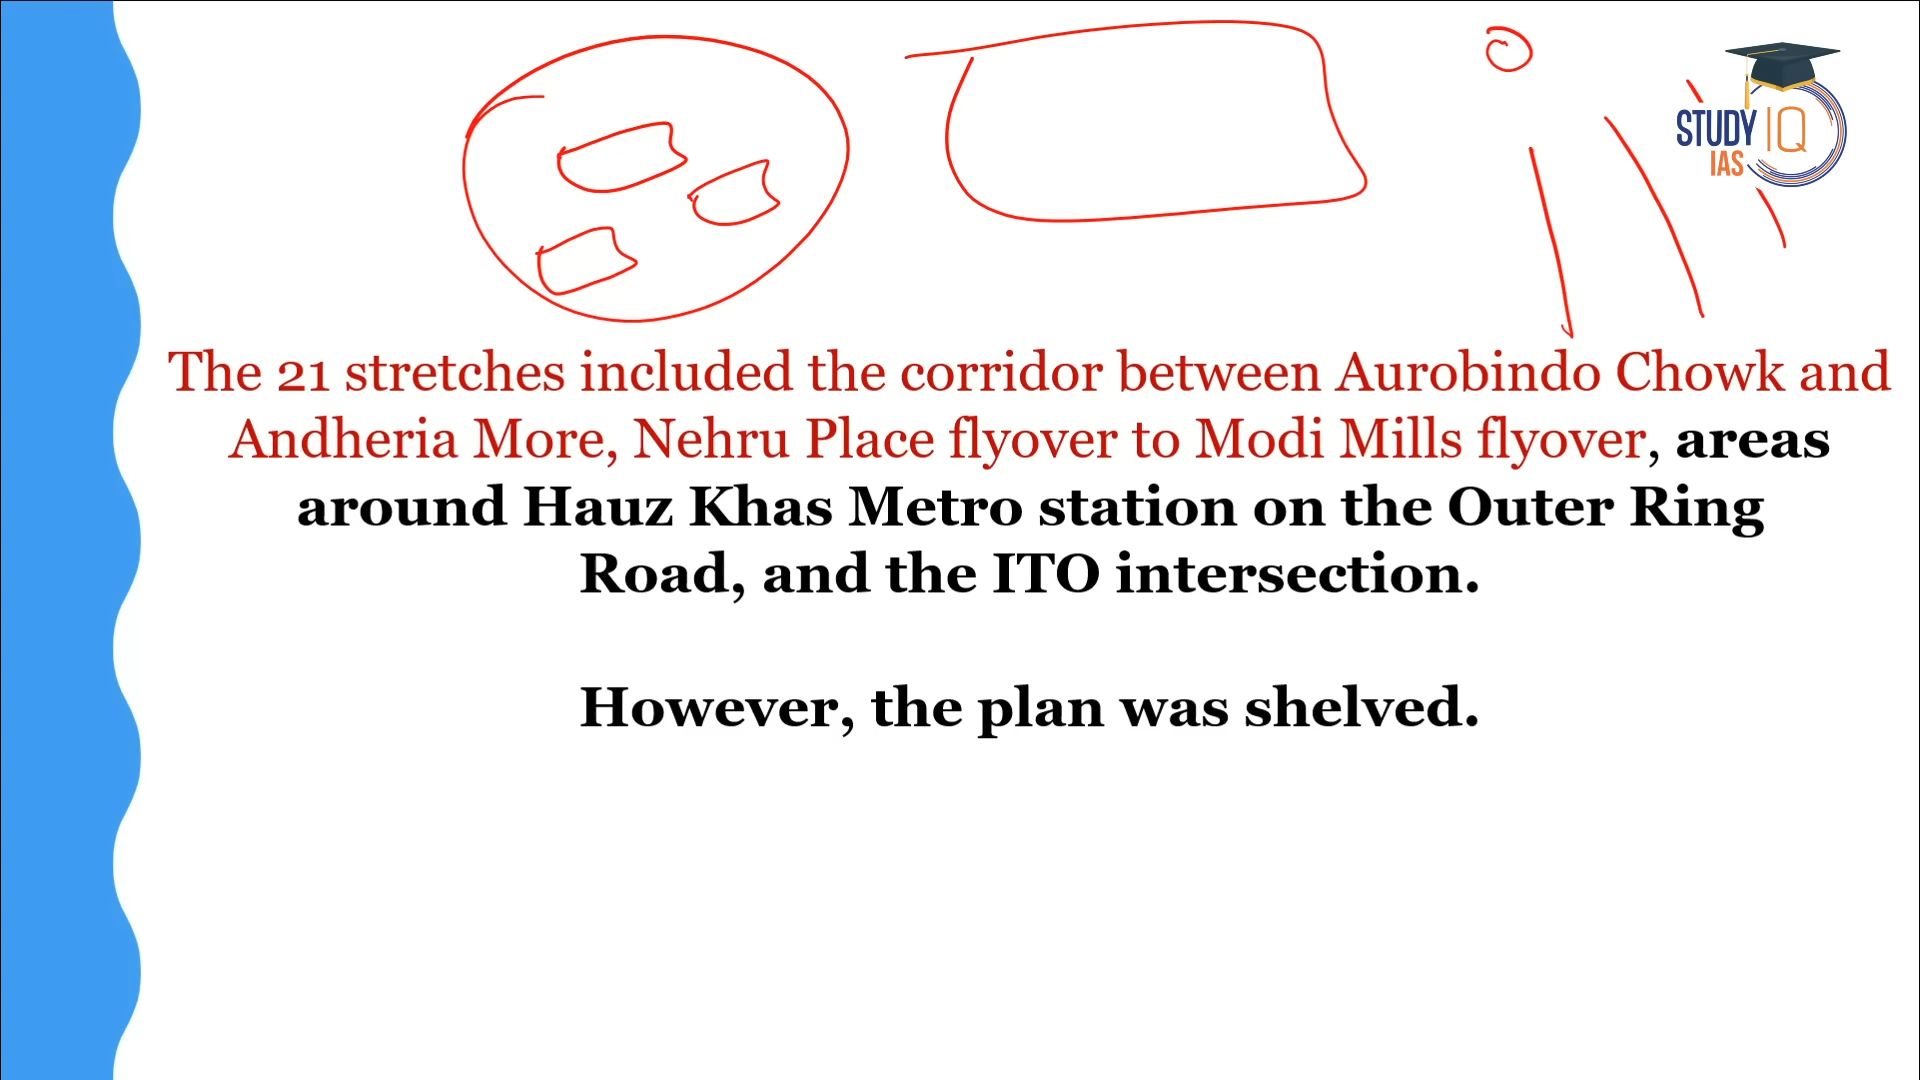 STUDY IQ
IAS
The 21 stretches included the corridor between Aurobindo Chowk and
Andheria More, Nehru Place flyover to Modi Mills flyover, areas
around Hauz Khas Metro station on the Outer Ring
Road, and the ITO intersection.
However, the plan was shelved.